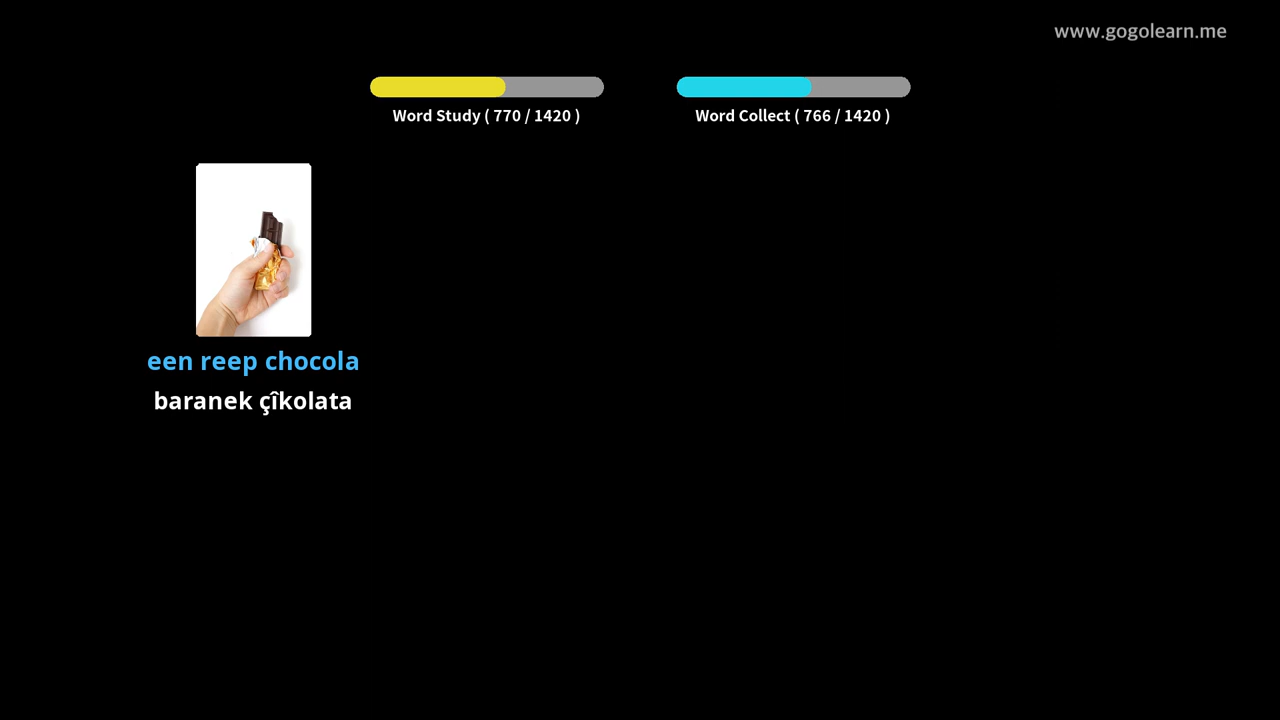 www.gogolearn.me
Word Study ( 770 / 1420 )
Word Collect ( 766 / 1420 )
een reep chocola
baranek çîkolata